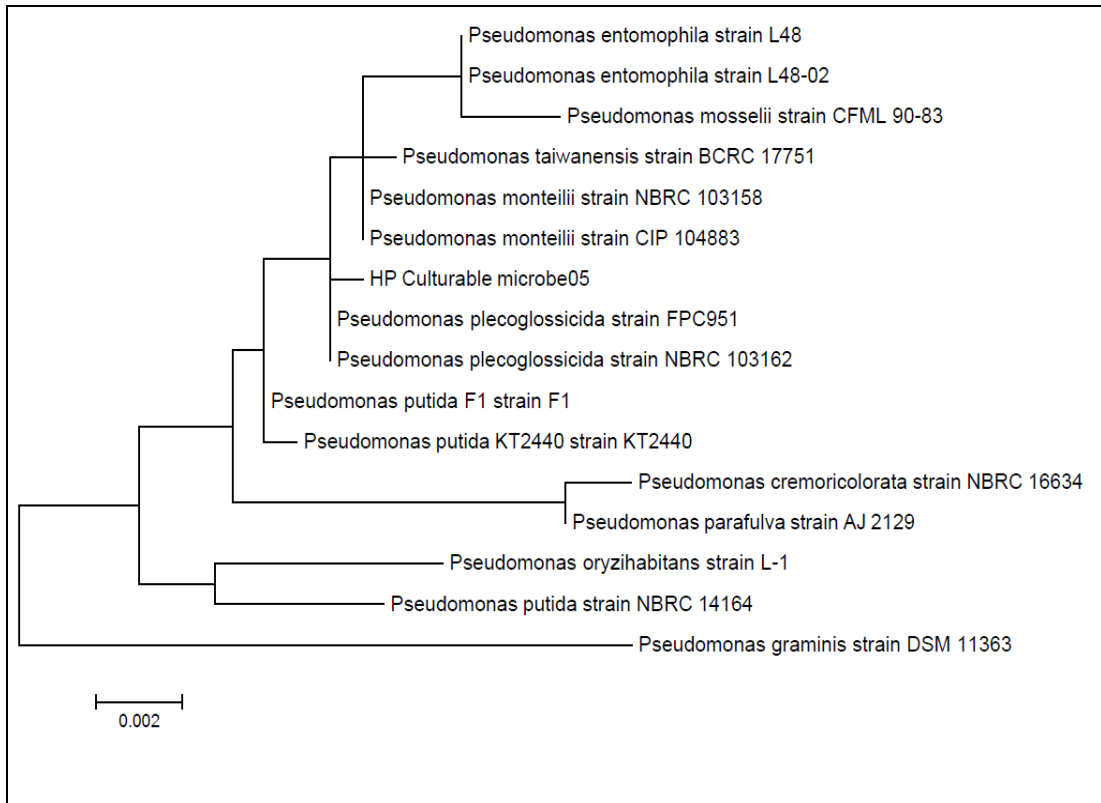 Pseudomonas entomophila strain L48
Pseudomonas entomophila strain L48-02
Pseudomonas mosselii strain CFML 90-83
Pseudomonas taiwanensis strain BCRC 17751
Pseudomonas monteilii strain NBRC 103158
Pseudomonas monteilii strain CIP 104883
HP Culturable microbe05
Pseudomonas plecoglossicida strain FPC951
Pseudomonas plecoglossicida strain NBRC 103162
Pseudomonas putida F1 strain F1
Pseudomonas putida KT2440 strain KT2440
Pseudomonas cremoricolorata strain NBRC 16634
Pseudomonas parafulva strain AJ 2129
Pseudomonas oryzihabitans strain L-1
Pseudomonas putida strain NBRC 14164
Pseudomonas graminis strain DSM 11363
0.002